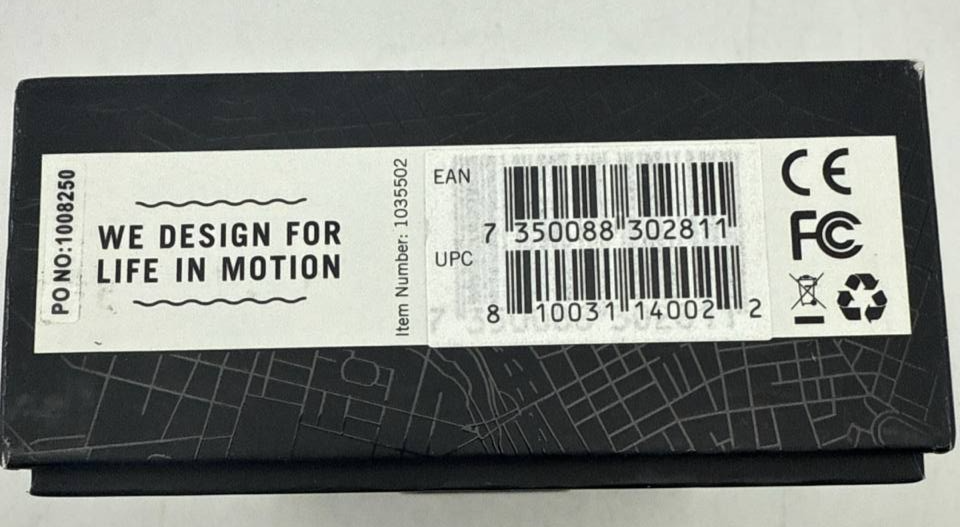 PO NO:1008250
WE DESIGN FOR
LIFE IN MOTION
Item Number: 1035502
EAN
7 350088 302811
UPC
8 10031 14002 2
CE
FC